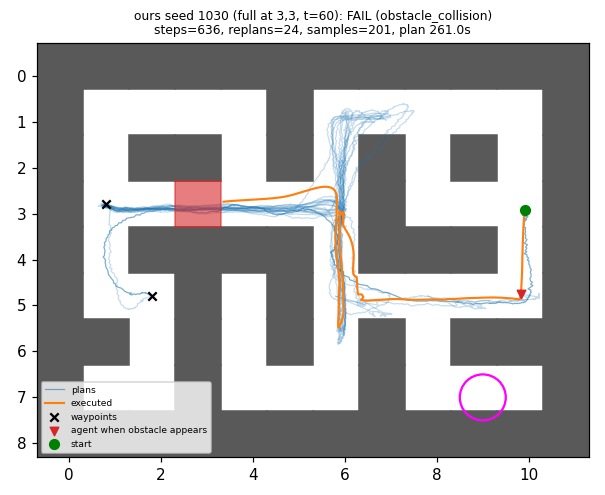 ours seed 1030 (full at 3,3, t=60): FAIL (obstacle_collision)
steps=636, replans=24, samples=201, plan 261.0s
0
1
2
3
4
5
6
7
8
plans
executed
waypoints
agent when obstacle appears
start
0 2 4 6 8 10